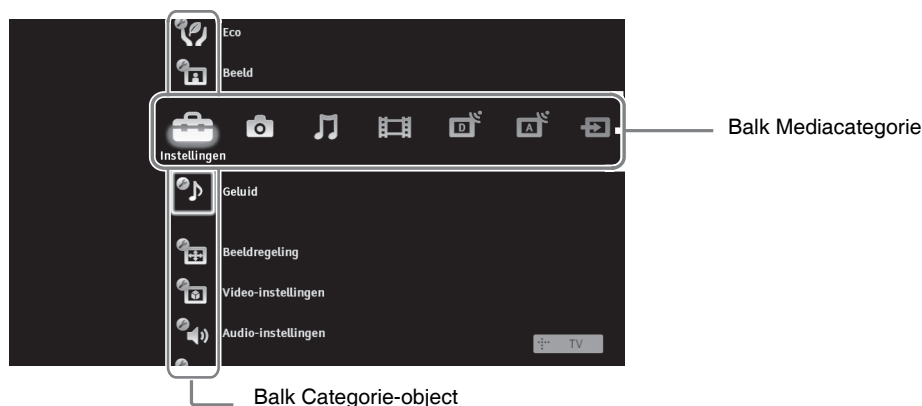 Eco
Beeld
D
A
Balk Mediacategorie
Instellingen
Geluid
Beeldregeling
Video-instellingen
Audio-instellingen
TV
Balk Categorie-object